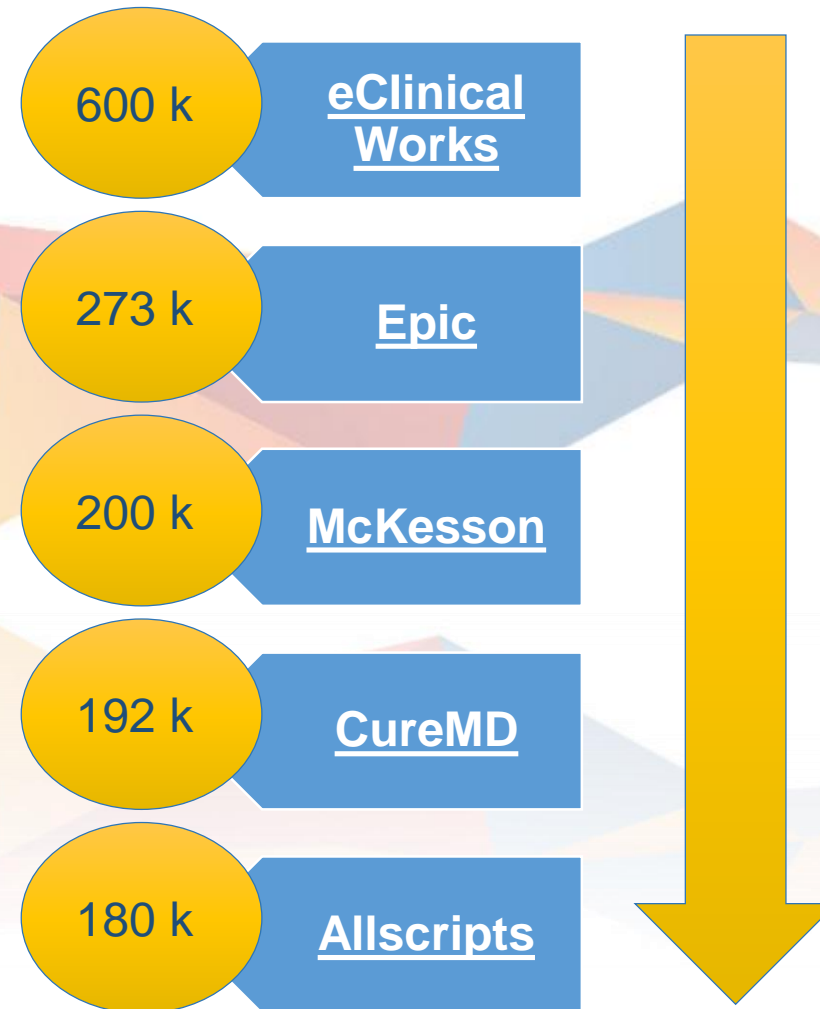 600 k
eClinical
Works
273 k
Epic
200 k
McKesson
192 k
CureMD
180 k
Allscripts